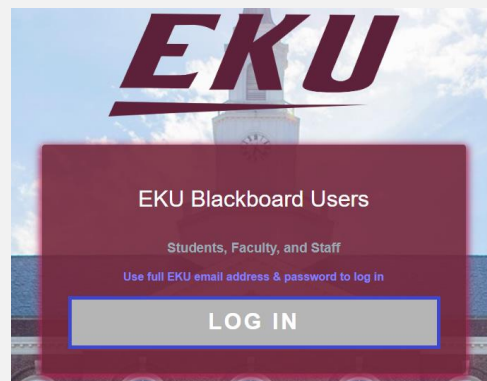 EKU
EKU Blackboard Users
Students, Faculty, and Staff
Use full EKU email address & password to log in
LOG IN